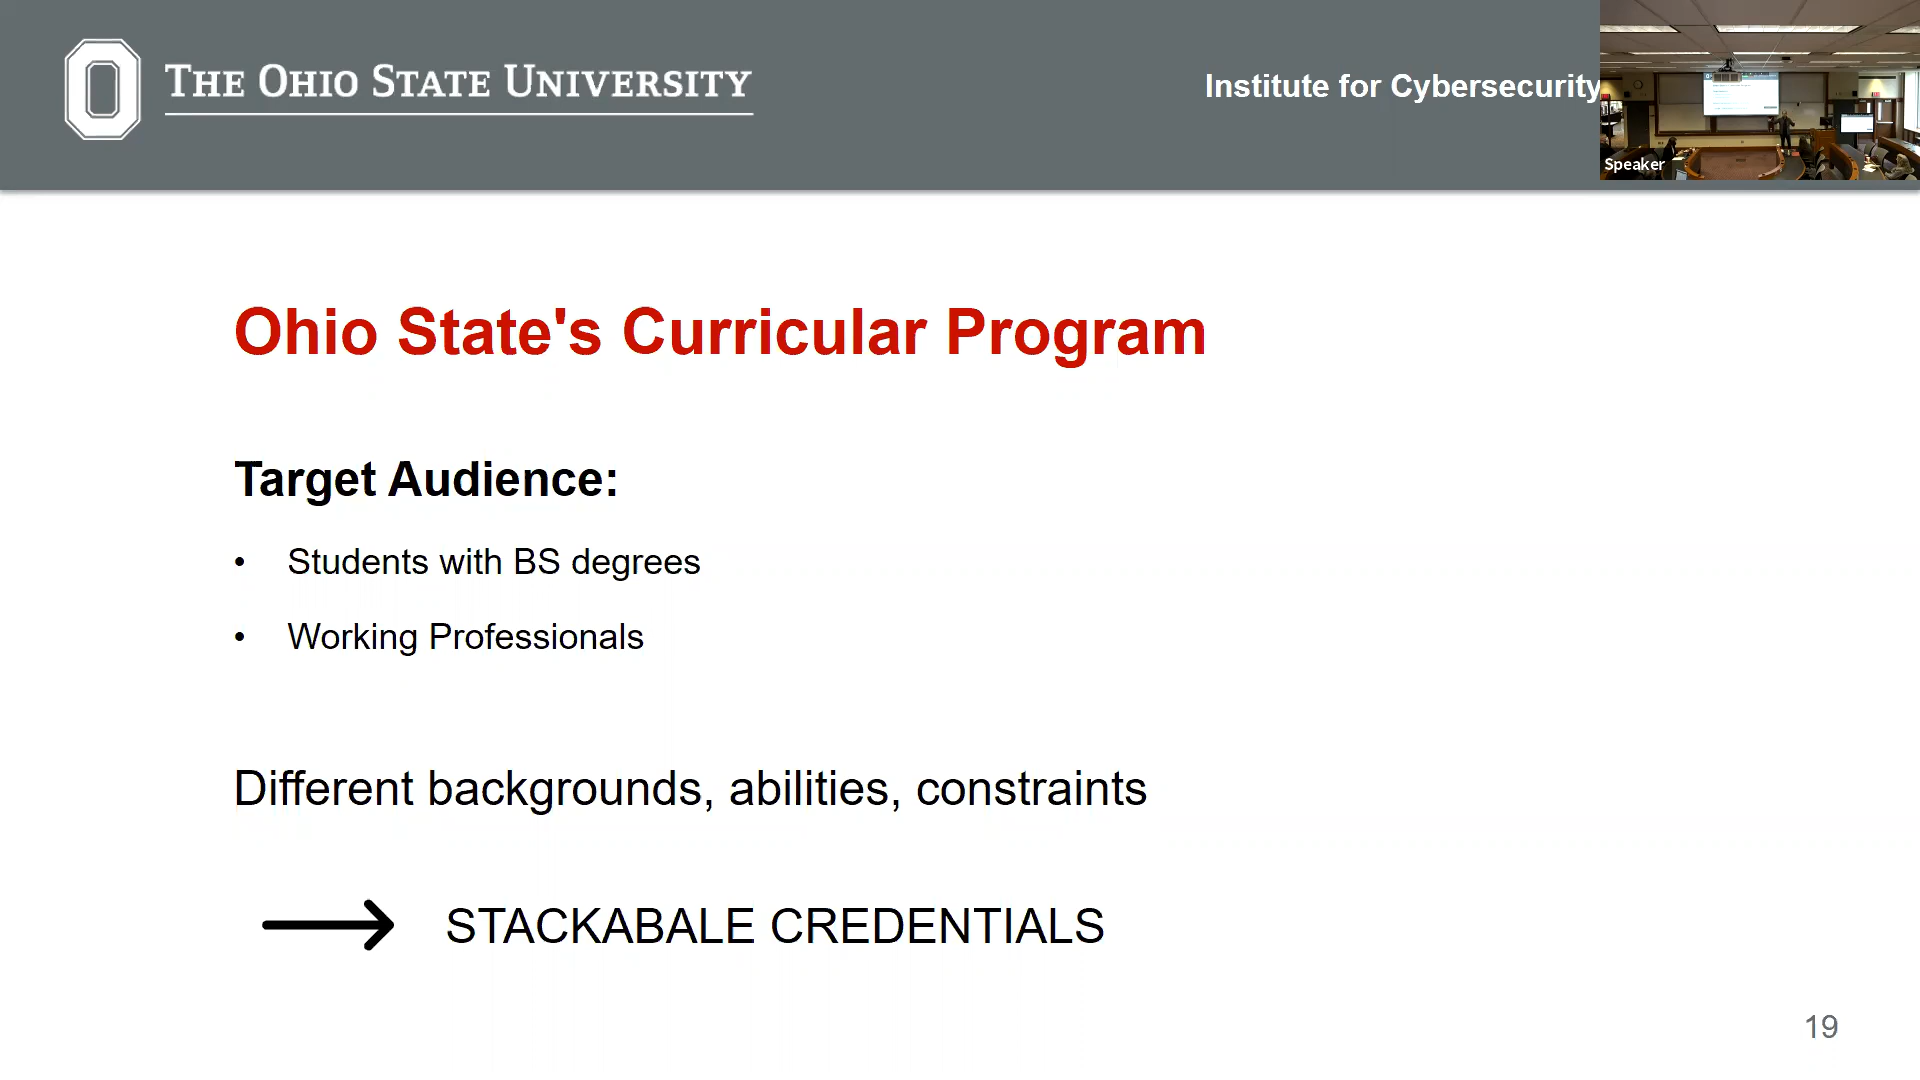 THE OHIO STATE UNIVERSITY
Institute for Cybersecurity
Speaker
Ohio State's Curricular Program
Target Audience:
• Students with BS degrees
• Working Professionals
Different backgrounds, abilities, constraints
STACKABALE CREDENTIALS
19